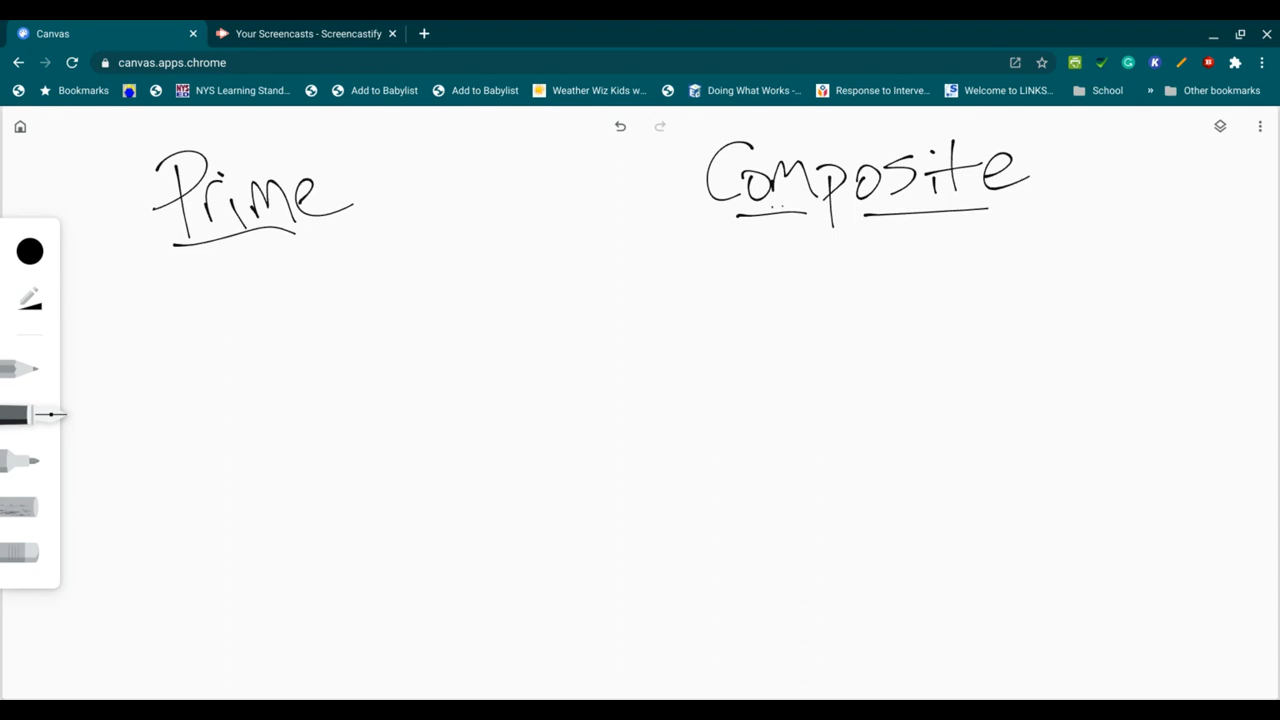 Canvas
Your Screencasts - Screencastify
canvas.apps.chrome
Bookmarks
NYS Learning Stand...
Add to Babylist
Add to Babylist
Weather Wiz Kids w...
Doing What Works -...
Response to Interve...
Welcome to LINKS...
School
»
Other bookmarks
Prime
Composite